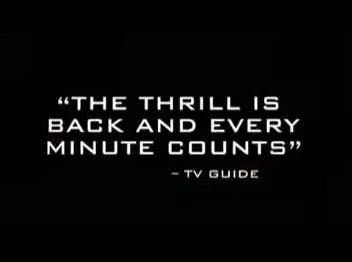 “THE THRILL IS
BACK AND EVERY
MINUTE COUNTS”
– TV GUIDE